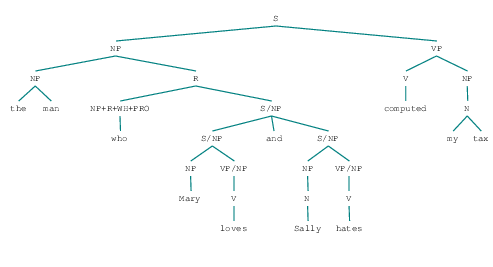 S
NP VP
NP R V NP
the man NP+R+WH+PRO S/NP computed N
who S/NP and S/NP my tax
NP VP/NP NP VP/NP
Mary V N V
loves Sally hates